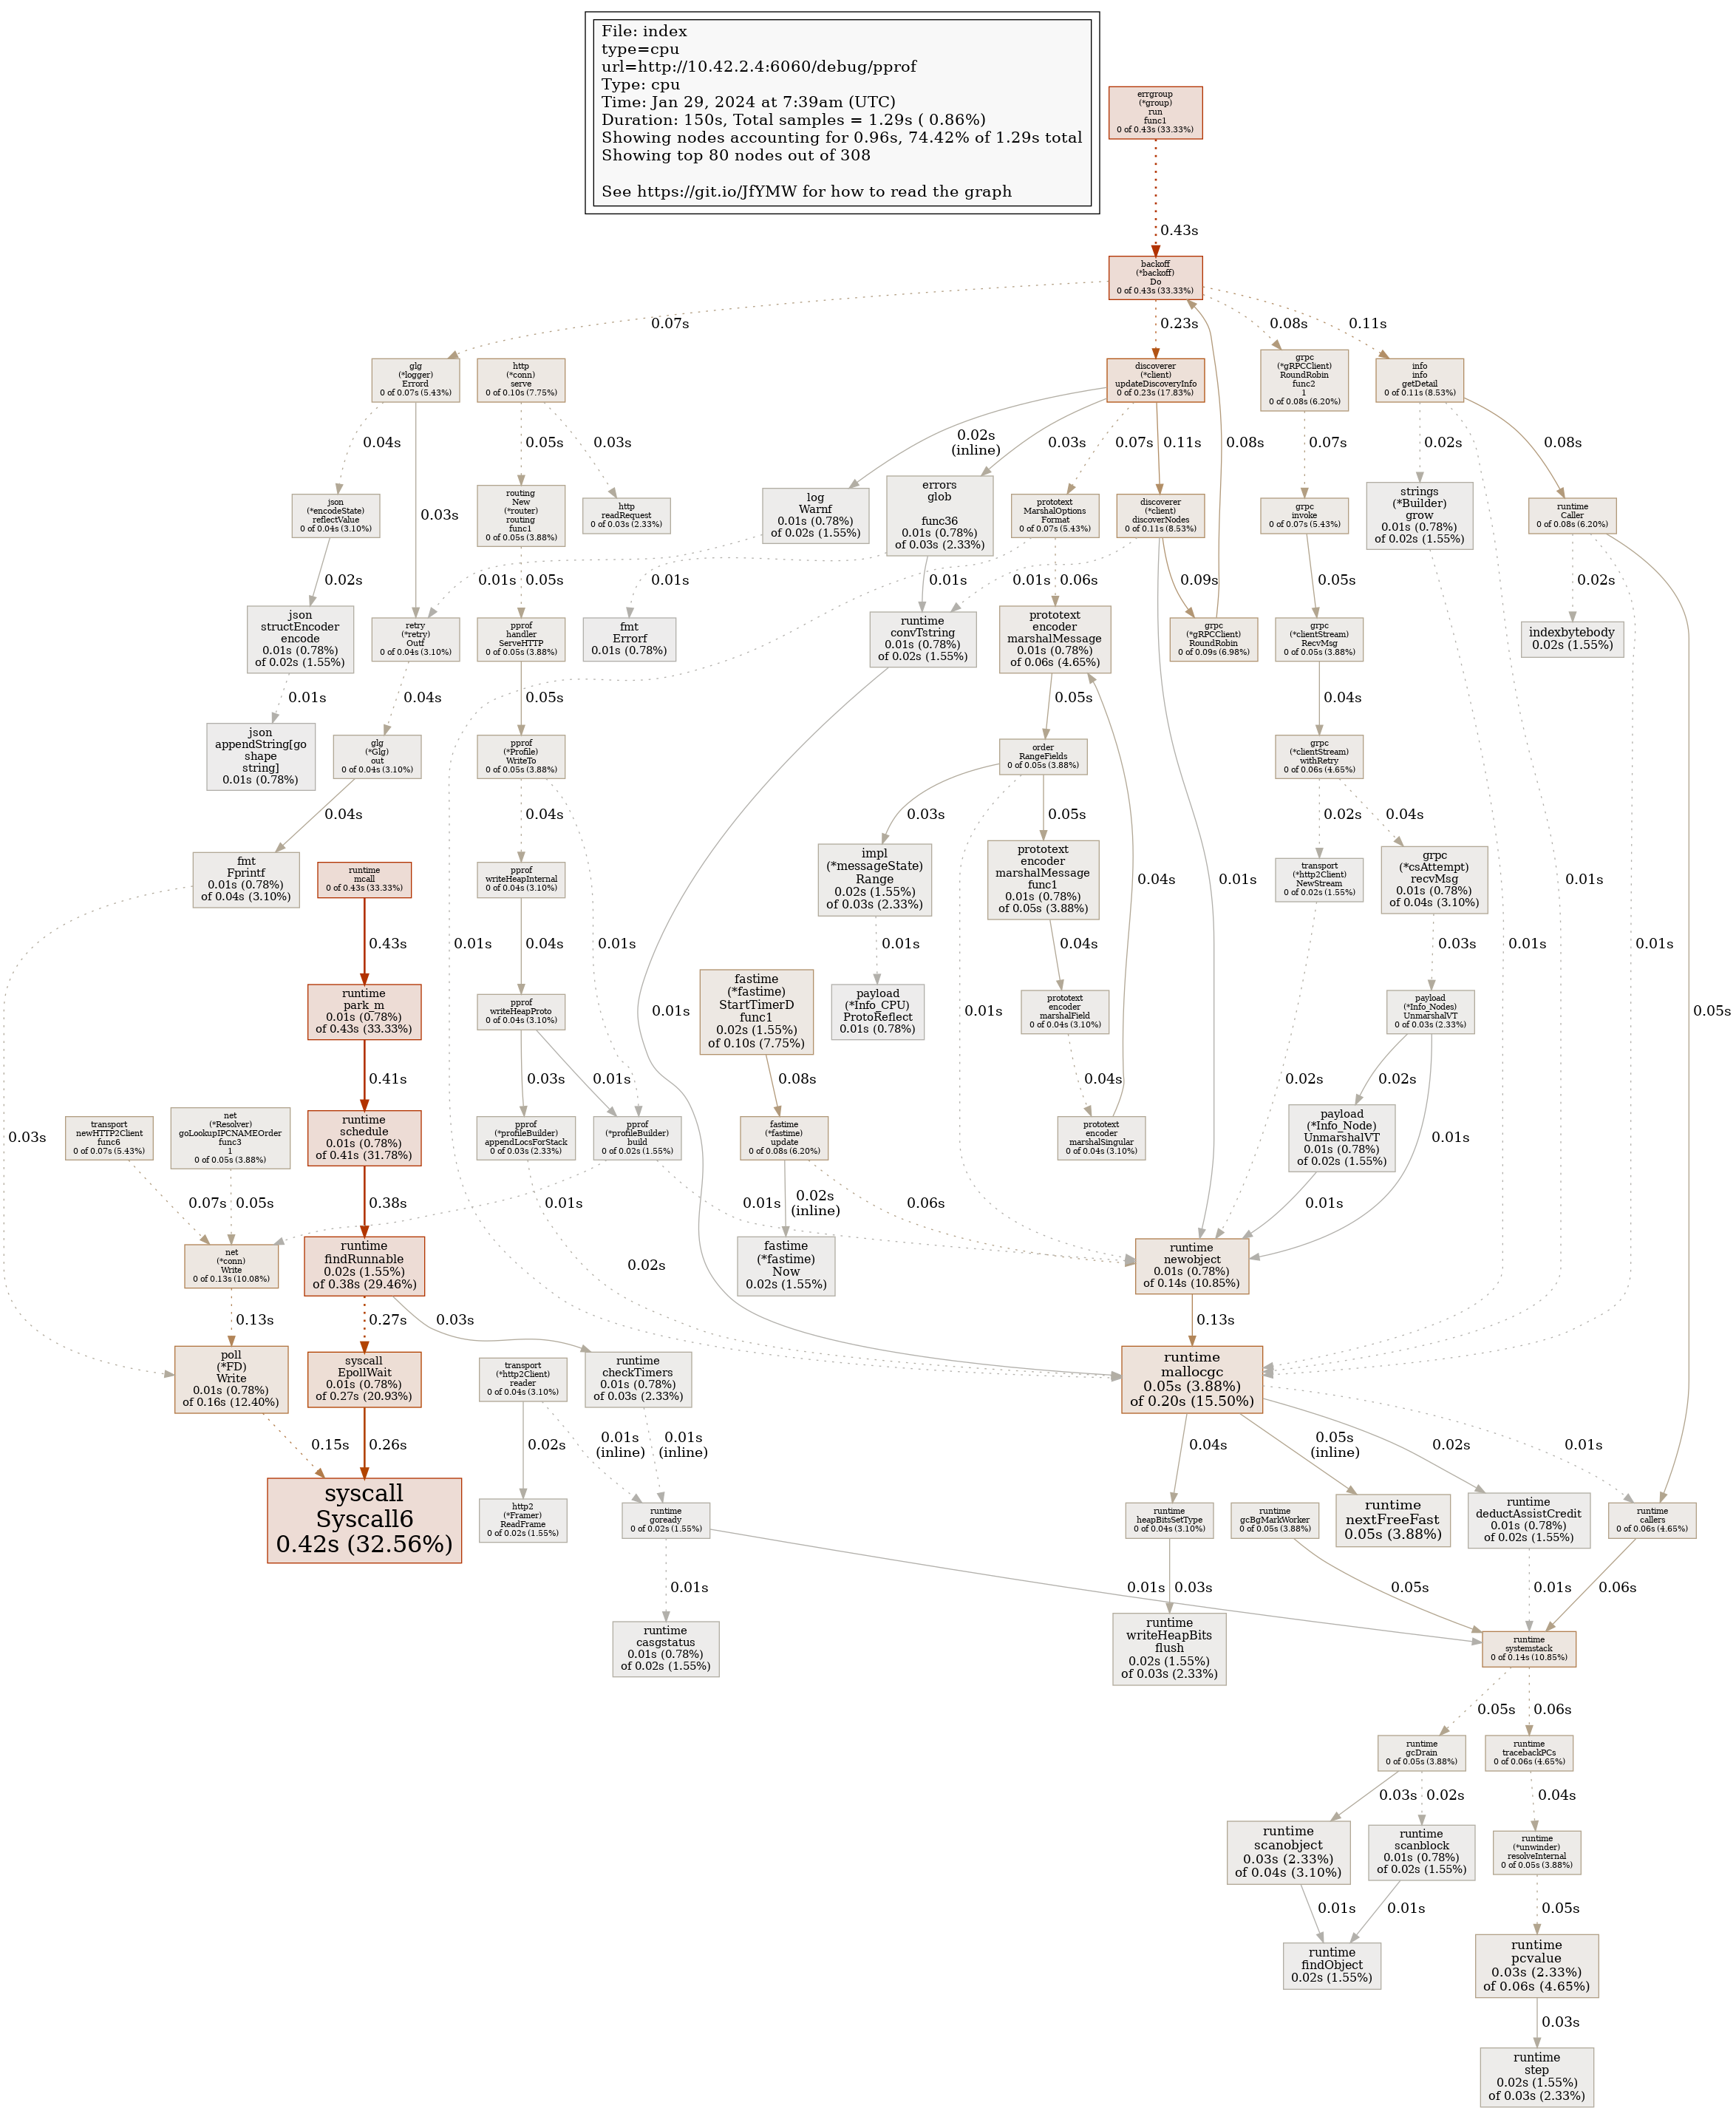 File: index
type=cpu
url=http://10.42.2.4:6060/debug/pprof
Type: cpu
Time: Jan 29, 2024 at 7:39am (UTC)
Duration: 150s, Total samples = 1.29s ( 0.86%)
Showing nodes accounting for 0.96s, 74.42% of 1.29s total
Showing top 80 nodes out of 308
See https://git.io/JfYMW for how to read the graph
errgroup
(*group)
run
func1
0 of 0.43s (33.33%)
0.43s
backoff
(*backoff)
Do
0 of 0.43s (33.33%)
0.07s
0.23s
0.08s
0.11s
glg
(*logger)
Errord
0 of 0.07s (5.43%)
http
(*conn)
serve
0 of 0.10s (7.75%)
discoverer
(*client)
updateDiscoveryInfo
0 of 0.23s (17.83%)
grpc
(*gRPCClient)
RoundRobin
func2
1
0 of 0.08s (6.20%)
info
info
getDetail
0 of 0.11s (8.53%)
0.04s
0.05s
0.03s
0.02s
(inline)
0.03s
0.07s
0.11s
0.08s
0.07s
0.02s
0.08s
json
(*encodeState)
reflectValue
0 of 0.04s (3.10%)
0.03s
routing
New
(*router)
routing
func1
0 of 0.05s (3.88%)
http
readRequest
0 of 0.03s (2.33%)
log
Warnf
0.01s (0.78%)
of 0.02s (1.55%)
errors
glob
func36
0.01s (0.78%)
of 0.03s (2.33%)
prototext
MarshalOptions
Format
0 of 0.07s (5.43%)
discoverer
(*client)
discoverNodes
0 of 0.11s (8.53%)
grpc
invoke
0 of 0.07s (5.43%)
strings
(*Builder)
grow
0.01s (0.78%)
of 0.02s (1.55%)
runtime
Caller
0 of 0.08s (6.20%)
0.02s
0.01s
0.05s
0.01s
0.01s
0.01s
0.06s
0.09s
0.05s
0.02s
json
structEncoder
encode
0.01s (0.78%)
of 0.02s (1.55%)
retry
(*retry)
Outf
0 of 0.04s (3.10%)
pprof
handler
ServeHTTP
0 of 0.05s (3.88%)
fmt
Errorf
0.01s (0.78%)
runtime
convTstring
0.01s (0.78%)
of 0.02s (1.55%)
prototext
encoder
marshalMessage
0.01s (0.78%)
of 0.06s (4.65%)
grpc
(*gRPCClient)
RoundRobin
0 of 0.09s (6.98%)
grpc
(*clientStream)
RecvMsg
0 of 0.05s (3.88%)
indexbytebody
0.02s (1.55%)
0.01s
0.04s
0.05s
0.05s
0.04s
json
appendString[go
shape
string]
0.01s (0.78%)
glg
(*Glg)
out
0 of 0.04s (3.10%)
pprof
(*Profile)
WriteTo
0 of 0.05s (3.88%)
order
RangeFields
0 of 0.05s (3.88%)
grpc
(*clientStream)
withRetry
0 of 0.06s (4.65%)
0.04s
0.04s
0.03s
0.05s
0.02s
0.04s
fmt
Fprintf
0.01s (0.78%)
of 0.04s (3.10%)
runtime
mcall
0 of 0.43s (33.33%)
pprof
writeHeapInternal
0 of 0.04s (3.10%)
impl
(*messageState)
Range
0.02s (1.55%)
of 0.03s (2.33%)
prototext
encoder
marshalMessage
func1
0.01s (0.78%)
of 0.05s (3.88%)
0.04s
0.01s
transport
(*http2Client)
NewStream
0 of 0.02s (1.55%)
grpc
(*csAttempt)
recvMsg
0.01s (0.78%)
of 0.04s (3.10%)
0.01s
0.43s
0.01s
0.04s
0.01s
0.01s
0.04s
0.03s
0.01s
0.01s
runtime
park_m
0.01s (0.78%)
of 0.43s (33.33%)
pprof
writeHeapProto
0 of 0.04s (3.10%)
0.01s
fastime
(*fastime)
StartTimerD
func1
0.02s (1.55%)
of 0.10s (7.75%)
payload
(*Info_CPU)
ProtoReflect
0.01s (0.78%)
0.01s
prototext
encoder
marshalField
0 of 0.04s (3.10%)
payload
(*Info_Nodes)
UnmarshalVT
0 of 0.03s (2.33%)
0.05s
0.41s
0.03s
0.01s
0.08s
0.04s
0.02s
0.02s
0.03s
transport
newHTTP2Client
func6
0 of 0.07s (5.43%)
net
(*Resolver)
goLookupIPCNAMEOrder
func3
1
0 of 0.05s (3.88%)
runtime
schedule
0.01s (0.78%)
of 0.41s (31.78%)
pprof
(*profileBuilder)
appendLocsForStack
0 of 0.03s (2.33%)
pprof
(*profileBuilder)
build
0 of 0.02s (1.55%)
fastime
(*fastime)
update
0 of 0.08s (6.20%)
prototext
encoder
marshalSingular
0 of 0.04s (3.10%)
payload
(*Info_Node)
UnmarshalVT
0.01s (0.78%)
of 0.02s (1.55%)
0.01s
0.07s
0.05s
0.38s
0.01s
0.01s
0.02s
(inline)
0.06s
0.01s
net
(*conn)
Write
0 of 0.13s (10.08%)
runtime
findRunnable
0.02s (1.55%)
of 0.38s (29.46%)
0.02s
fastime
(*fastime)
Now
0.02s (1.55%)
runtime
newobject
0.01s (0.78%)
of 0.14s (10.85%)
0.13s
0.27s
0.03s
0.13s
poll
(*FD)
Write
0.01s (0.78%)
of 0.16s (12.40%)
syscall
EpollWait
0.01s (0.78%)
of 0.27s (20.93%)
transport
(*http2Client)
reader
0 of 0.04s (3.10%)
runtime
checkTimers
0.01s (0.78%)
of 0.03s (2.33%)
runtime
mallocgc
0.05s (3.88%)
of 0.20s (15.50%)
0.15s
0.26s
0.02s
0.01s
(inline)
0.01s
(inline)
0.04s
0.05s
(inline)
0.02s
0.01s
syscall
Syscall6
0.42s (32.56%)
http2
(*Framer)
ReadFrame
0 of 0.02s (1.55%)
runtime
goready
0 of 0.02s (1.55%)
runtime
heapBitsSetType
0 of 0.04s (3.10%)
runtime
gcBgMarkWorker
0 of 0.05s (3.88%)
runtime
nextFreeFast
0.05s (3.88%)
runtime
deductAssistCredit
0.01s (0.78%)
of 0.02s (1.55%)
runtime
callers
0 of 0.06s (4.65%)
0.01s
0.01s
0.03s
0.05s
0.01s
0.06s
runtime
casgstatus
0.01s (0.78%)
of 0.02s (1.55%)
runtime
writeHeapBits
flush
0.02s (1.55%)
of 0.03s (2.33%)
runtime
systemstack
0 of 0.14s (10.85%)
0.05s
0.06s
runtime
gcDrain
0 of 0.05s (3.88%)
runtime
tracebackPCs
0 of 0.06s (4.65%)
0.03s
0.02s
0.04s
runtime
scanobject
0.03s (2.33%)
of 0.04s (3.10%)
runtime
scanblock
0.01s (0.78%)
of 0.02s (1.55%)
runtime
(*unwinder)
resolveInternal
0 of 0.05s (3.88%)
0.01s
0.01s
0.05s
runtime
findObject
0.02s (1.55%)
runtime
pcvalue
0.03s (2.33%)
of 0.06s (4.65%)
0.03s
runtime
step
0.02s (1.55%)
of 0.03s (2.33%)